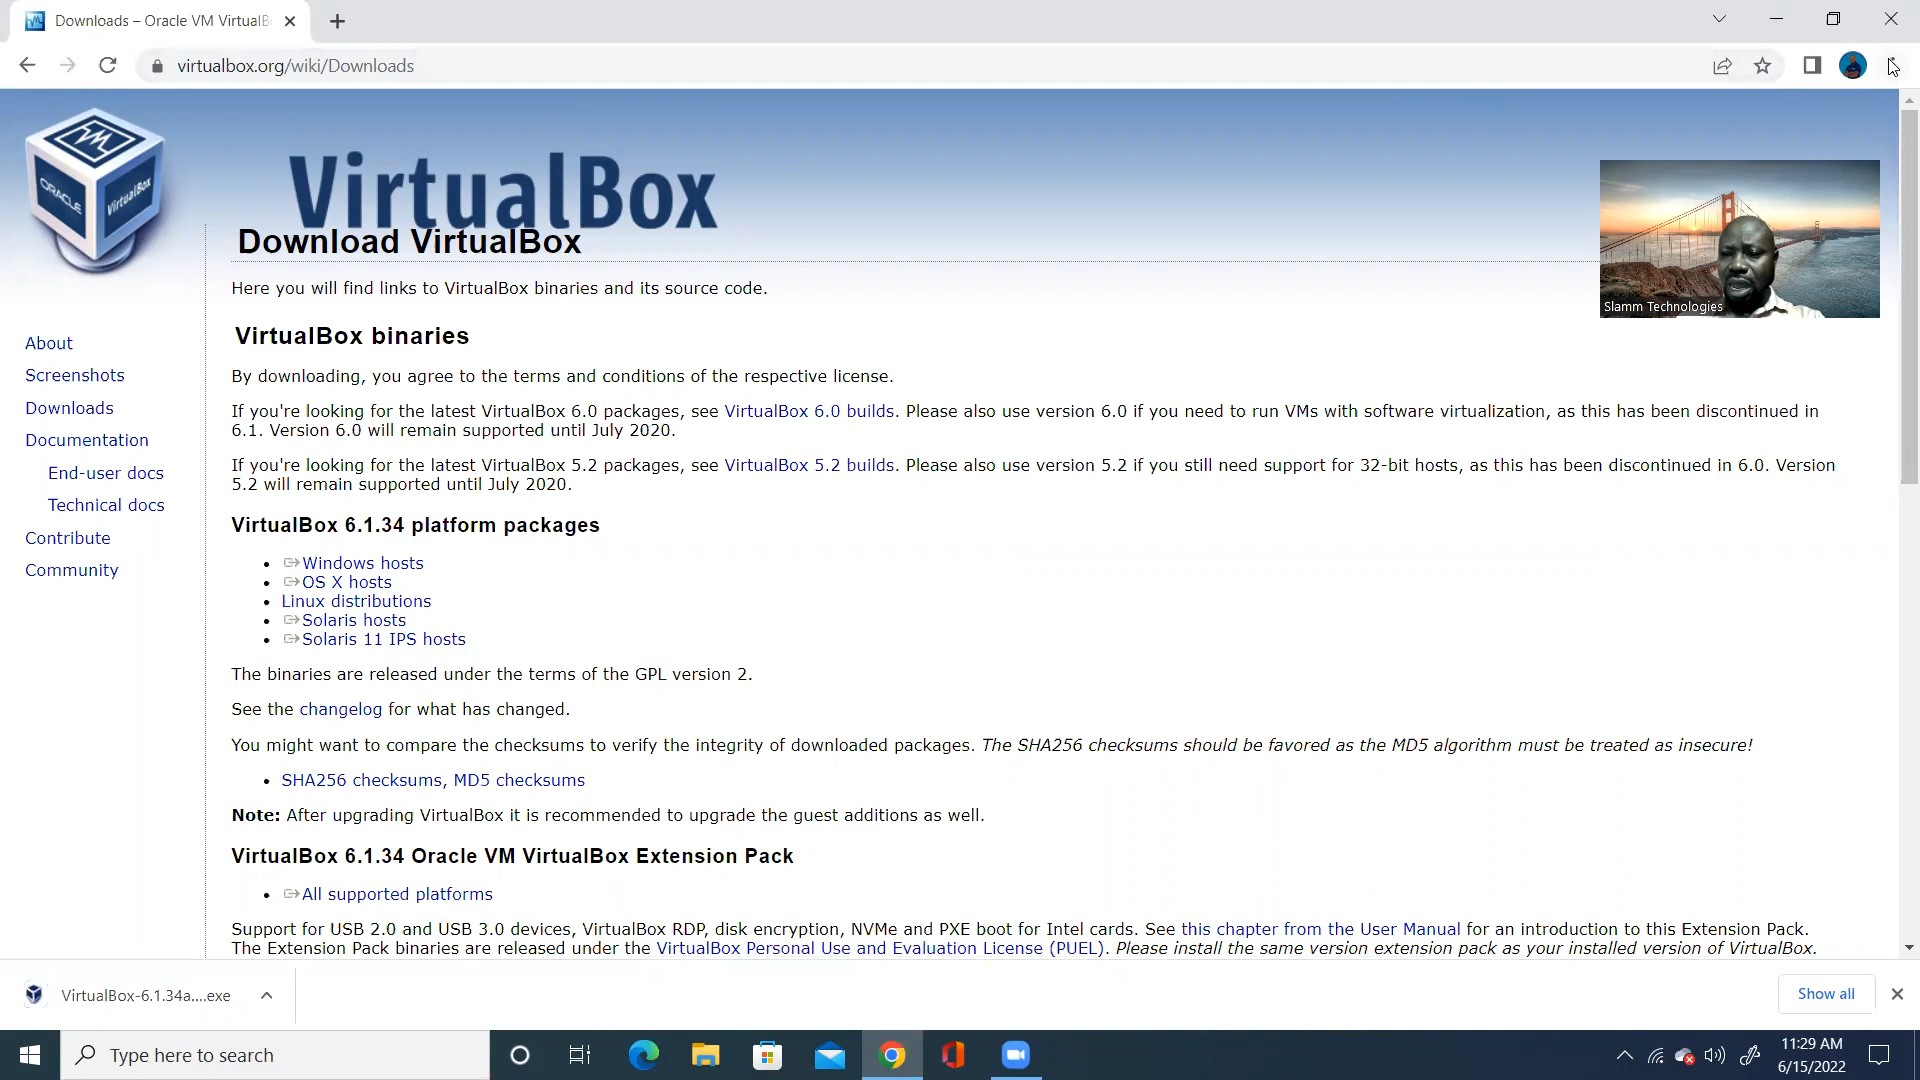 Downloads – Oracle VM VirtualB
virtualbox.org/wiki/Downloads
ORACLE
VirtualBox
VirtualBox
Download VirtualBox
Slamm Technologies
Here you will find links to VirtualBox binaries and its source code.
About
Screenshots
Downloads
Documentation
End-user docs
Technical docs
Contribute
Community
VirtualBox binaries
By downloading, you agree to the terms and conditions of the respective license.
If you're looking for the latest VirtualBox 6.0 packages, see VirtualBox 6.0 builds. Please also use version 6.0 if you need to run VMs with software virtualization, as this has been discontinued in
6.1. Version 6.0 will remain supported until July 2020.
If you're looking for the latest VirtualBox 5.2 packages, see VirtualBox 5.2 builds. Please also use version 5.2 if you still need support for 32-bit hosts, as this has been discontinued in 6.0. Version
5.2 will remain supported until July 2020.
VirtualBox 6.1.34 platform packages
Windows hosts
OS X hosts
Linux distributions
Solaris hosts
Solaris 11 IPS hosts
The binaries are released under the terms of the GPL version 2.
See the changelog for what has changed.
You might want to compare the checksums to verify the integrity of downloaded packages. The SHA256 checksums should be favored as the MD5 algorithm must be treated as insecure!
SHA256 checksums, MD5 checksums
Note: After upgrading VirtualBox it is recommended to upgrade the guest additions as well.
VirtualBox 6.1.34 Oracle VM VirtualBox Extension Pack
All supported platforms
Support for USB 2.0 and USB 3.0 devices, VirtualBox RDP, disk encryption, NVMe and PXE boot for Intel cards. See this chapter from the User Manual for an introduction to this Extension Pack.
The Extension Pack binaries are released under the VirtualBox Personal Use and Evaluation License (PUEL). Please install the same version extension pack as your installed version of VirtualBox.
VirtualBox-6.1.34a....exe
Show all
Type here to search
11:29 AM
6/15/2022